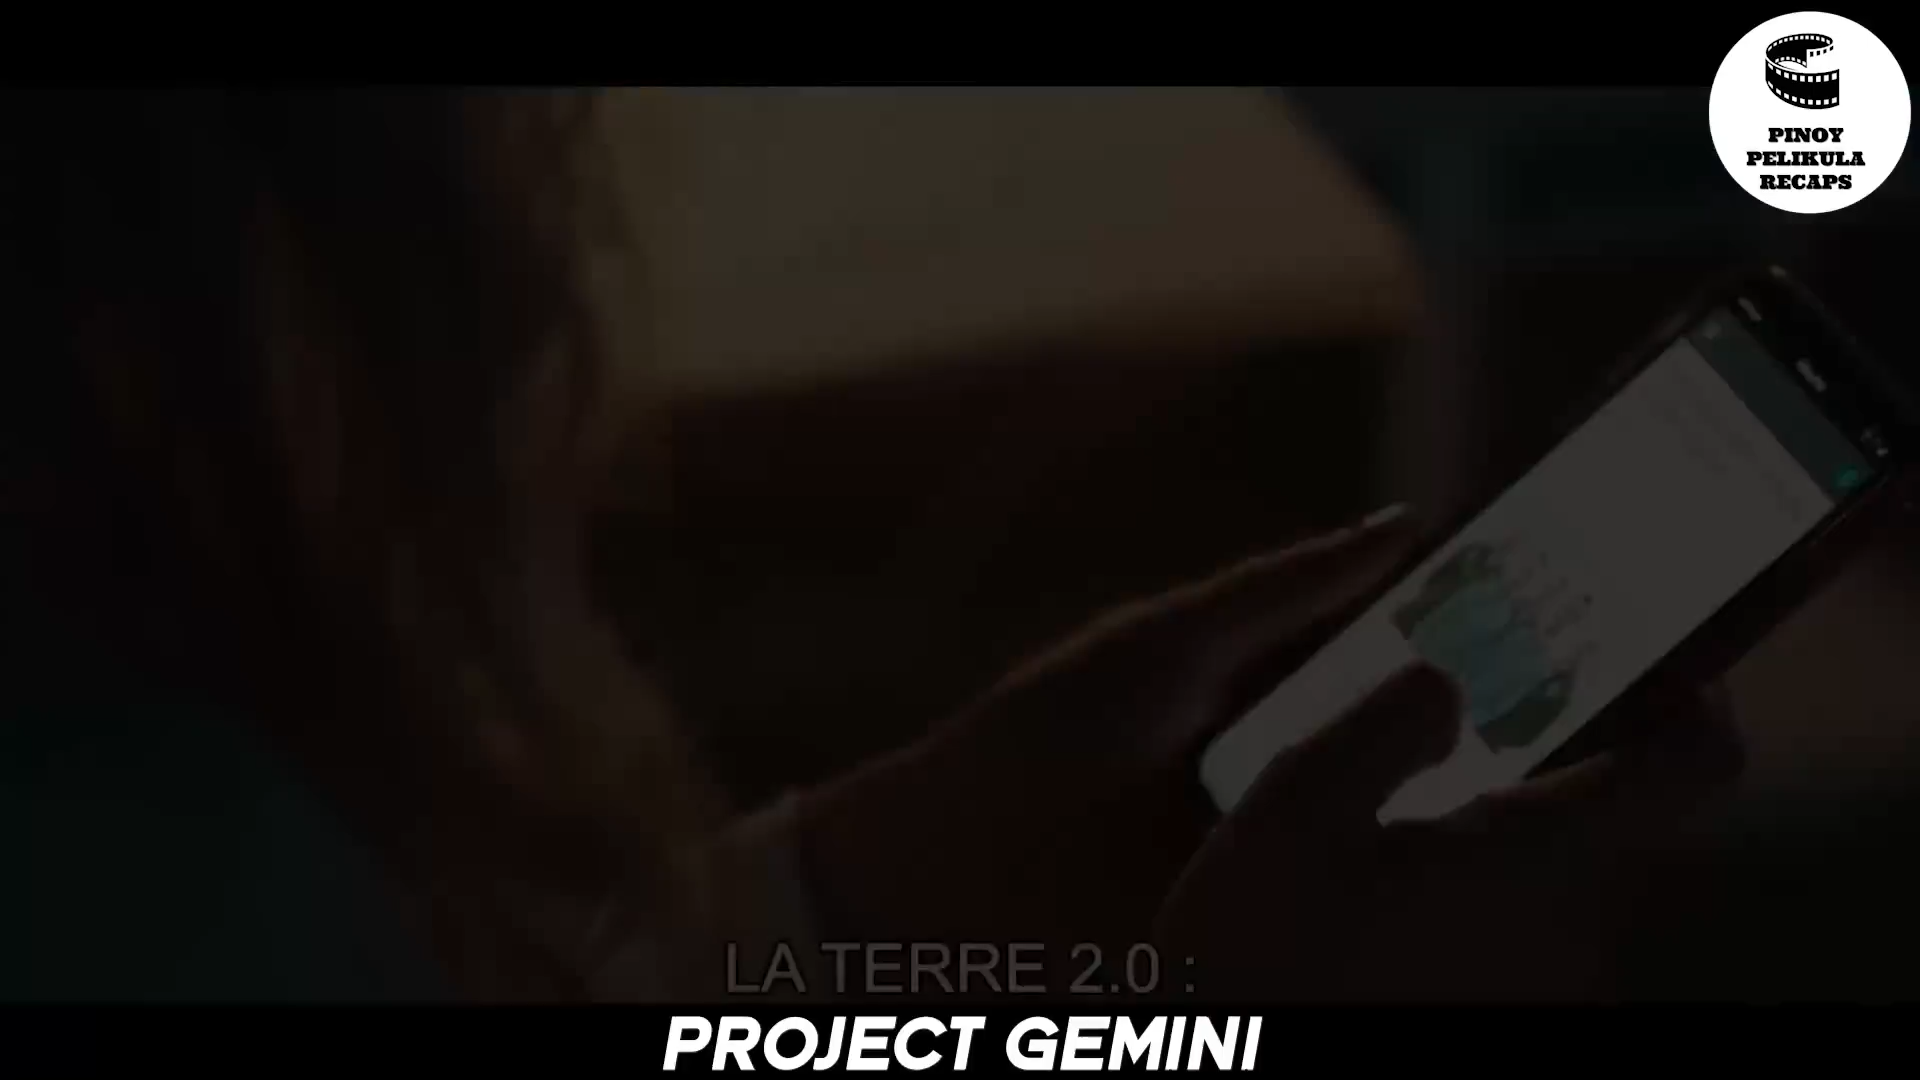 PINOY
PELIKULA
RECAPS
LA TERRE 2.0 :
PROJECT GEMINI